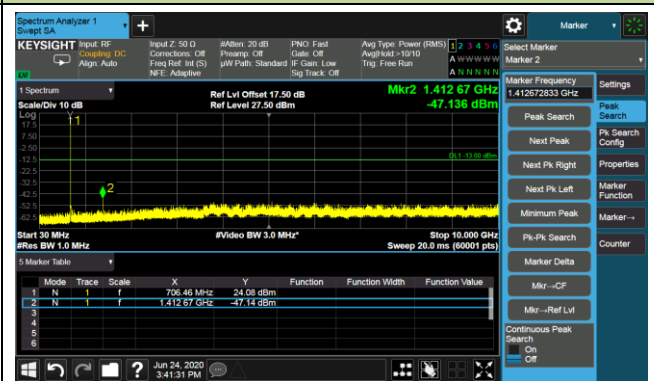 Spectrum Analyzer 1
Swept SA
+
Marker
KEYSIGHT
Input: RF
Coupling: DC
Align: Auto
Input Z: 50 Ω
Corrections: Off
Freq Ref: Int (S)
NFE: Adaptive
#Atten: 20 dB
Preamp: Off
µW Path: Standard
PNO: Fast
Gate: Off
IF Gain: Low
Sig Track: Off
Avg Type: Power (RMS)
Avg|Hold:>10/10
Trig: Free Run
1 2 3 4 5 6
A W W W W W
A N N N N N
LXI
Select Marker
Marker 2
1 Spectrum
Scale/Div 10 dB
Ref Lvl Offset 17.50 dB
Ref Level 27.50 dBm
Mkr2 1.412 67 GHz
-47.136 dBm
Log
17.5
7.50
-2.50
-12.5
-22.5
-32.5
-42.5
-52.5
-62.5
1
2
DL1 -13.00 dBm
Start 30 MHz
#Res BW 1.0 MHz
#Video BW 3.0 MHz*
Stop 10.000 GHz
Sweep 20.0 ms (60001 pts)
5 Marker Table
Mode Trace Scale X Y Function Function Width Function Value
1 N 1 f 706.46 MHz 24.08 dBm
2 N 1 f 1.412 67 GHz -47.14 dBm
3
4
5
6
Jun 24, 2020
3:41:31 PM
Marker Frequency
1.412672833 GHz
Peak Search
Next Peak
Next Pk Right
Next Pk Left
Minimum Peak
Pk-Pk Search
Marker Delta
Mkr→CF
Mkr→Ref Lvl
Continuous Peak
Search
On
Off
Settings
Peak
Search
Pk Search
Config
Properties
Marker
Function
Marker→
Counter